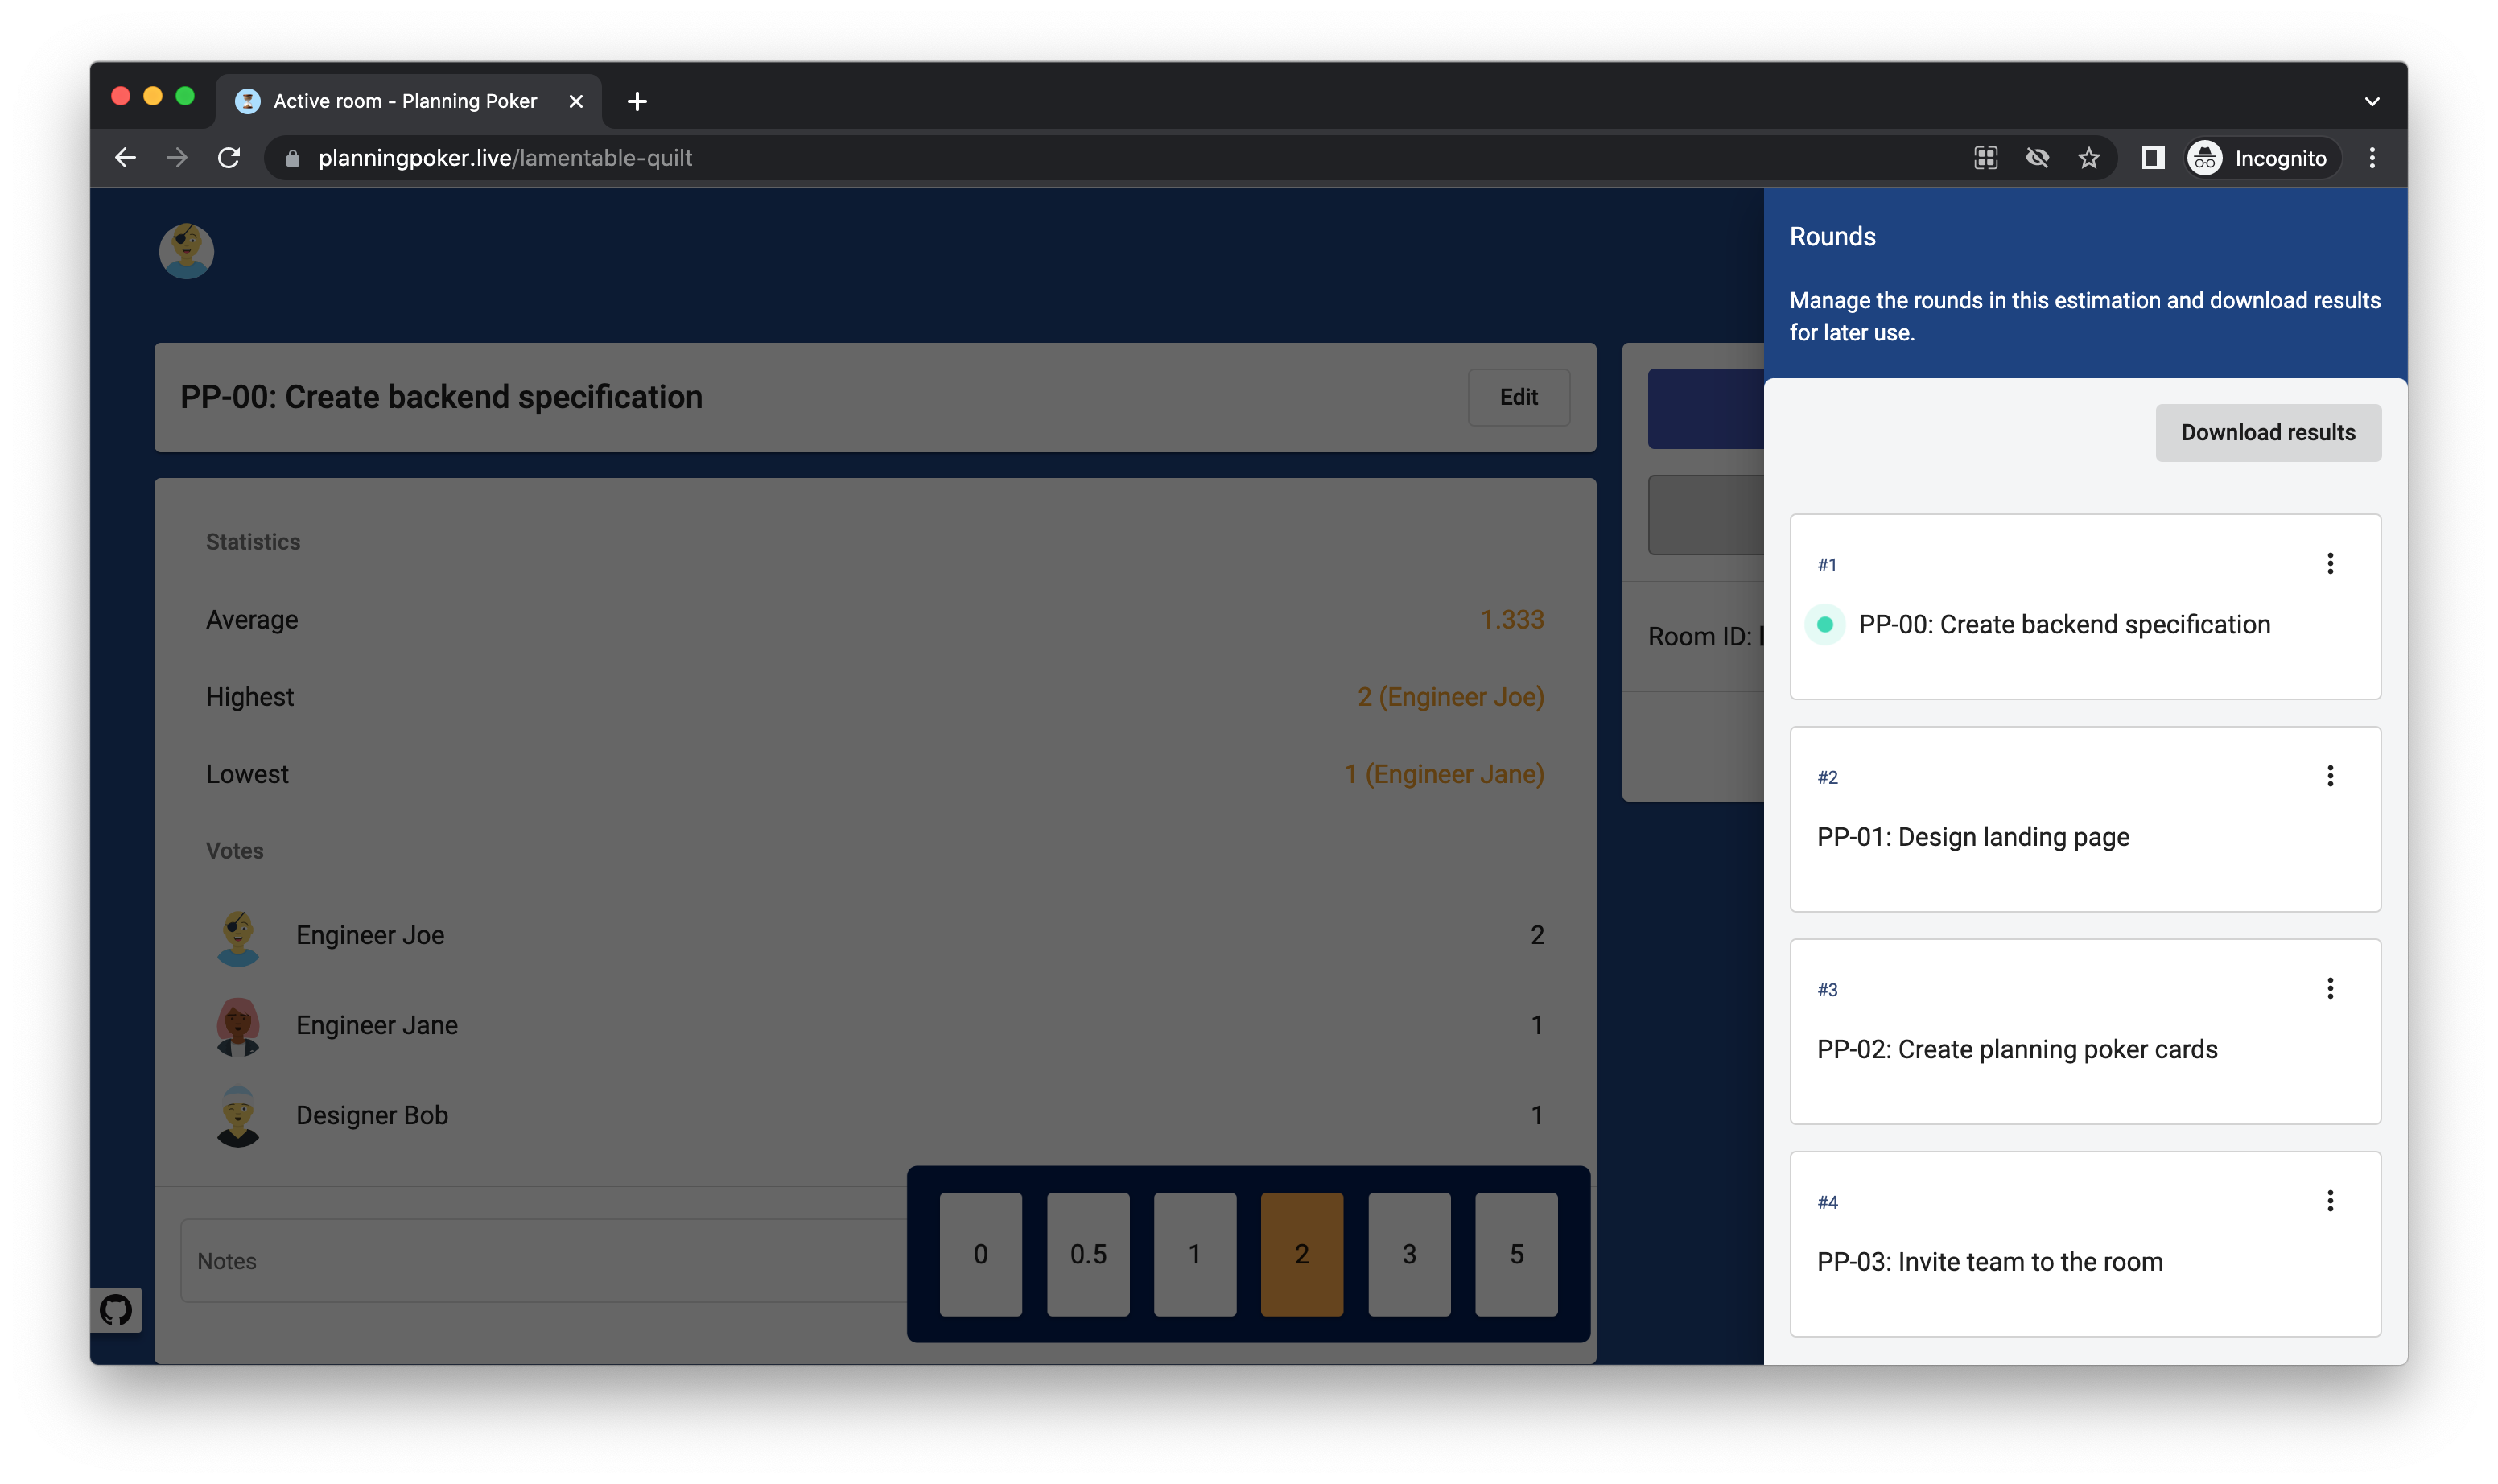 Active room - Planning Poker
planningpoker.live/lamentable-quilt
Incognito
PP-00: Create backend specification
Edit
Statistics
Average
1.333
Highest
2 (Engineer Joe)
Lowest
1 (Engineer Jane)
Votes
Engineer Joe
2
Engineer Jane
1
Designer Bob
1
Notes
0
0.5
1
2
3
5
Room ID:
Rounds
Manage the rounds in this estimation and download results
for later use.
Download results
#1
PP-00: Create backend specification
#2
PP-01: Design landing page
#3
PP-02: Create planning poker cards
#4
PP-03: Invite team to the room